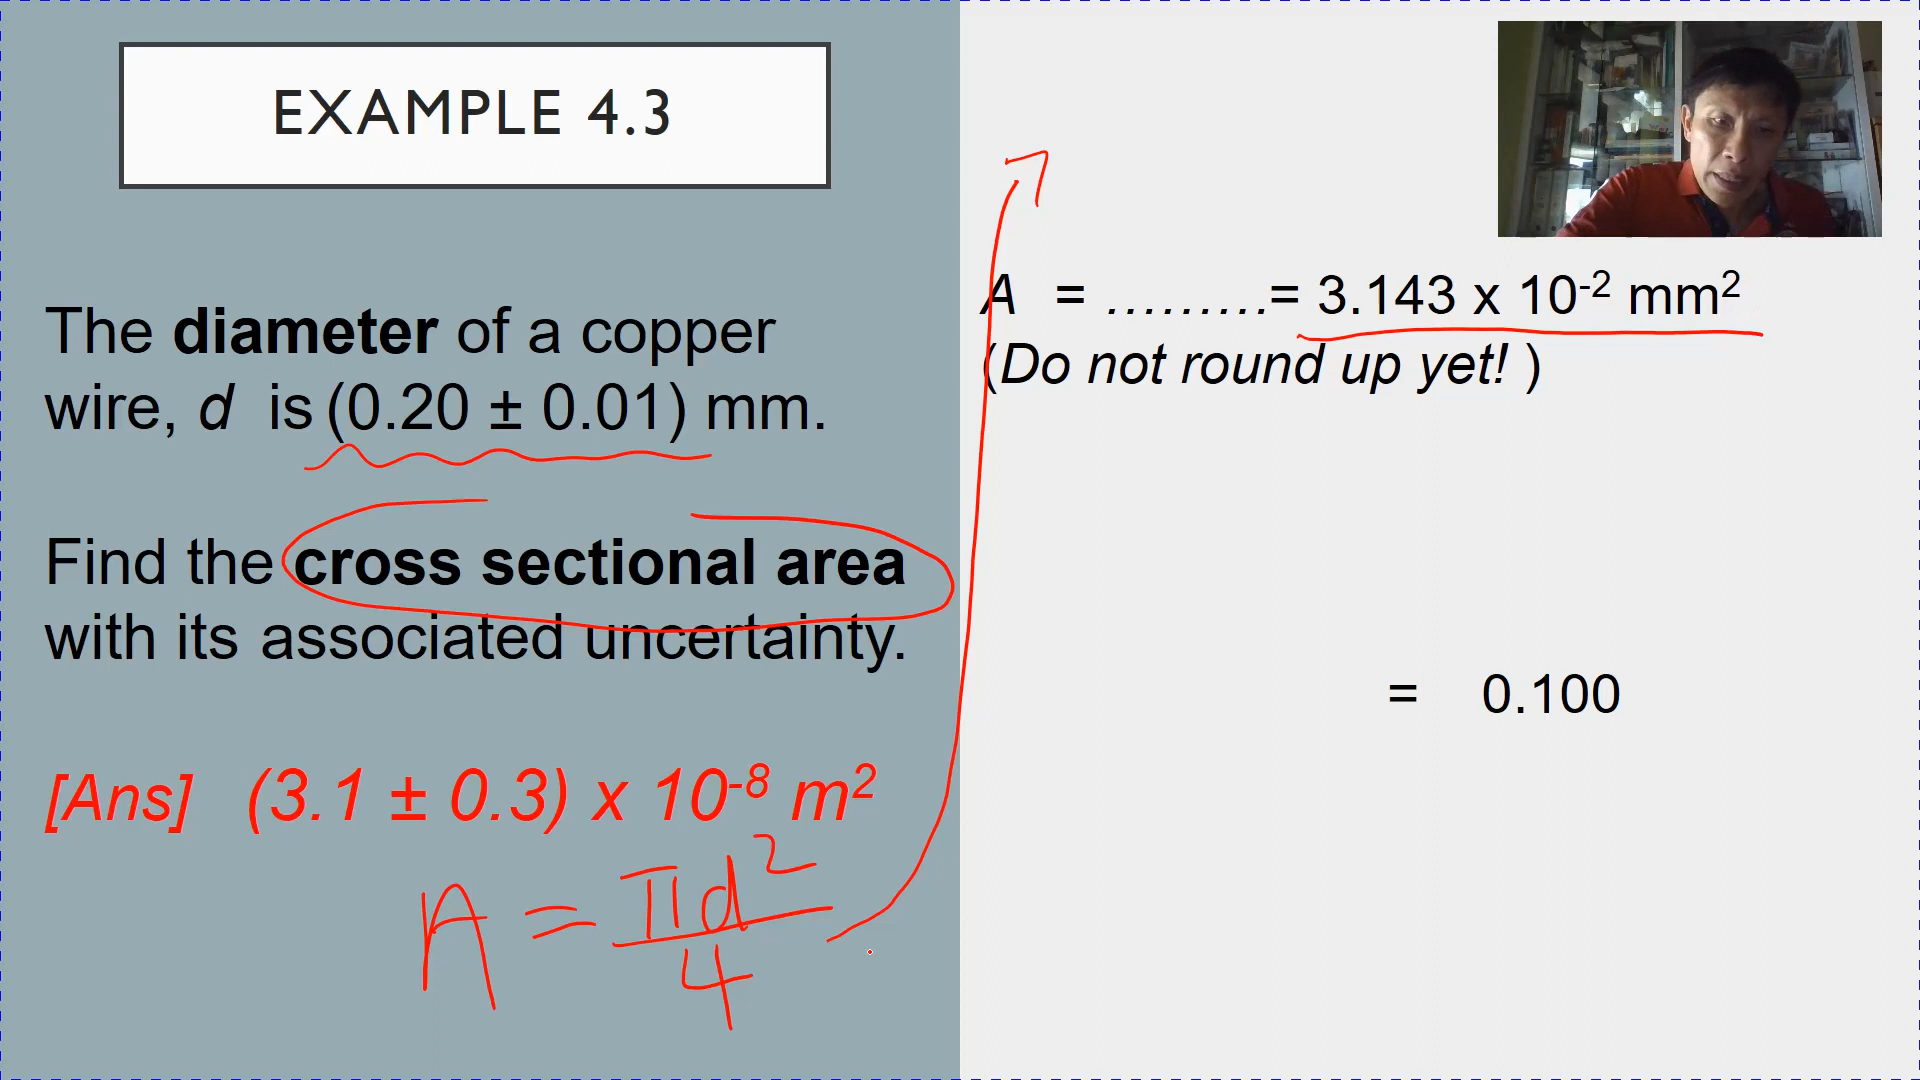 EXAMPLE 4.3
The diameter of a copper
wire, d is (0.20 ± 0.01) mm.
Find the cross sectional area
with its associated uncertainty.
[Ans] (3.1 ± 0.3) x 10⁻⁸ m²
A = πd²/4
A = .........= 3.143 x 10⁻² mm²
(Do not round up yet! )
= 0.100